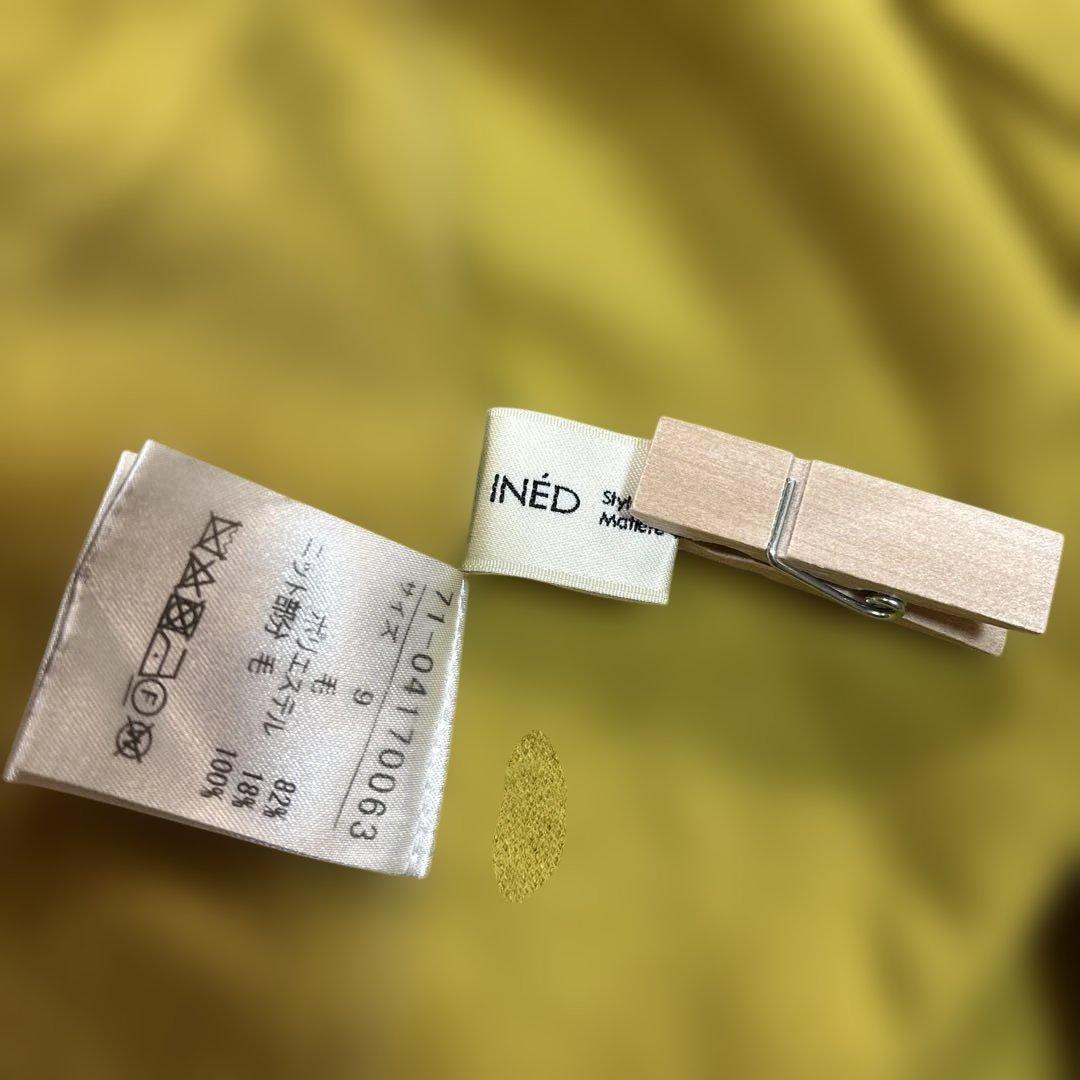 INÉD
Matière
71-04170063
サイズ 9
毛 82%
ポリエステル 18%
ニット部分 毛 100%
F